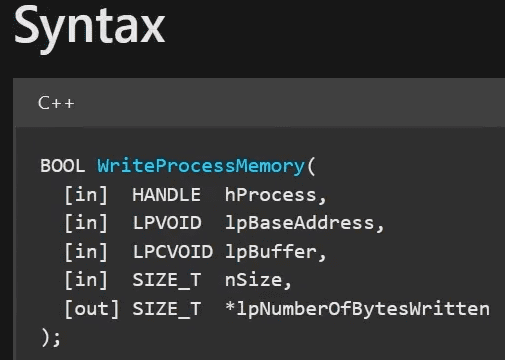 Syntax
C++
BOOL WriteProcessMemory(
[in] HANDLE hProcess,
[in] LPVOID lpBaseAddress,
[in] LPCVOID lpBuffer,
[in] SIZE_T nSize,
[out] SIZE_T *lpNumberOfBytesWritten
);